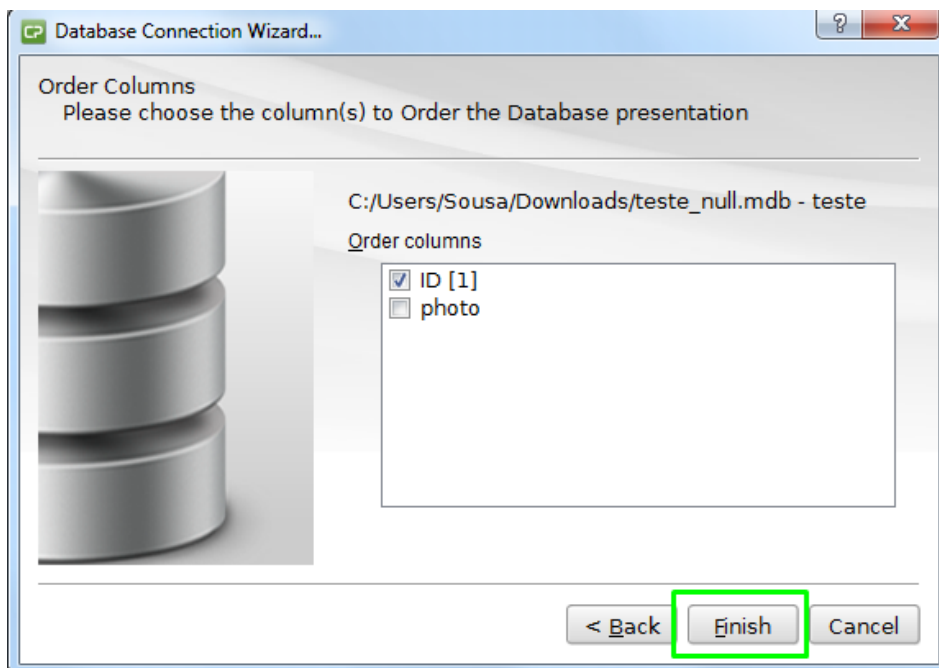 CP Database Connection Wizard...
Order Columns
Please choose the column(s) to Order the Database presentation
C:/Users/Sousa/Downloads/teste_null.mdb - teste
Order columns
ID [1]
photo
< Back Finish Cancel